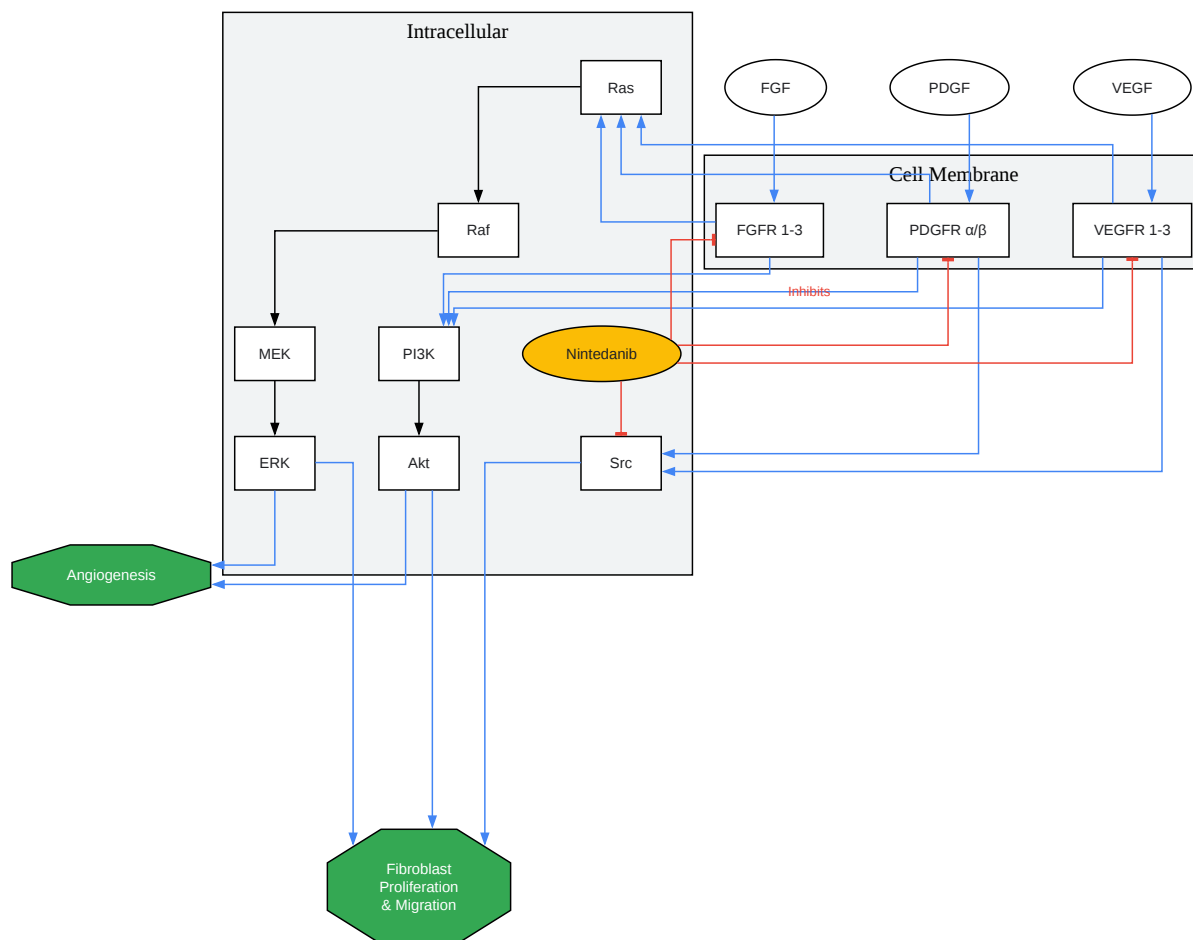 Intracellular
Ras
FGF
PDGF
VEGF
Cell Membrane
Raf
FGFR 1-3
PDGFR α/β
VEGFR 1-3
Inhibits
MEK
PI3K
Nintedanib
ERK
Akt
Src
Angiogenesis
Fibroblast
Proliferation
& Migration